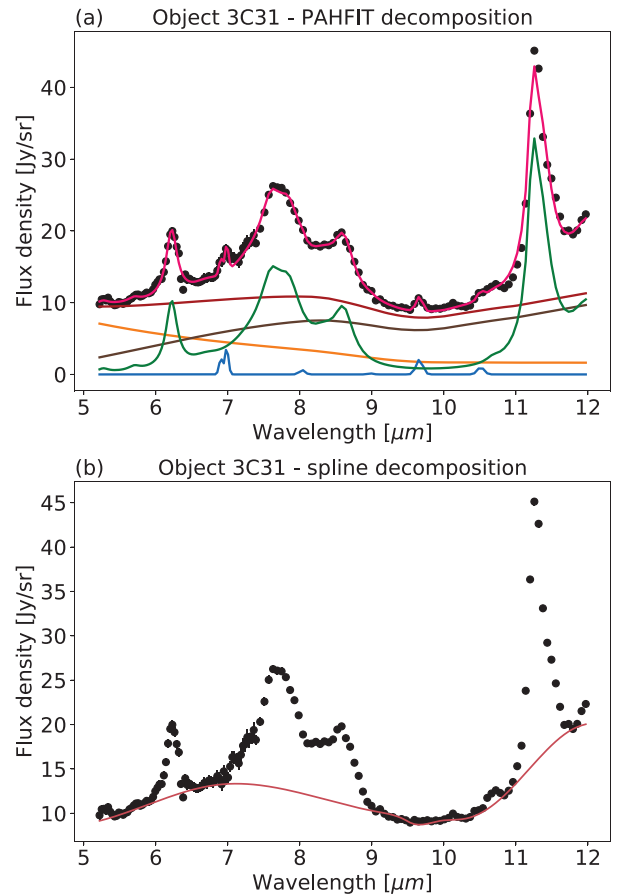 (a) Object 3C31 - PAHFIT decomposition
Flux density [Jy/sr]
40
30
20
10
0
5 6 7 8 9 10 11 12
Wavelength [μm]
(b) Object 3C31 - spline decomposition
Flux density [Jy/sr]
45
40
35
30
25
20
15
10
5 6 7 8 9 10 11 12
Wavelength [μm]